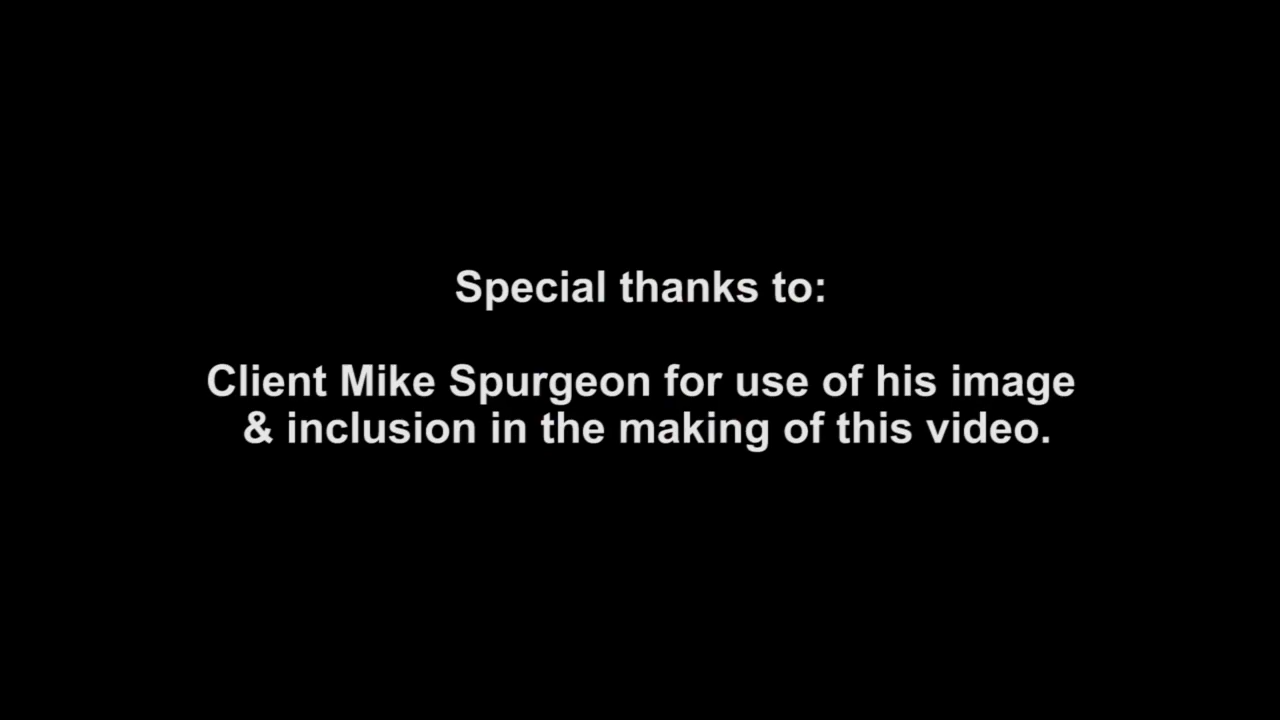 Special thanks to:
Client Mike Spurgeon for use of his image
& inclusion in the making of this video.